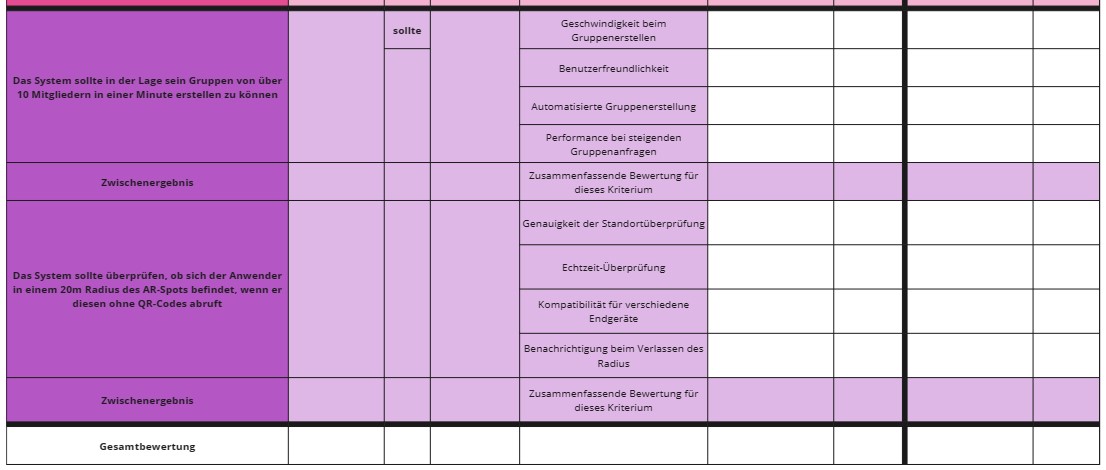 sollte
Geschwindigkeit beim
Gruppenerstellen
Das System sollte in der Lage sein Gruppen von über
10 Mitgliedern in einer Minute erstellen zu können
Benutzerfreundlichkeit
Automatisierte Gruppenerstellung
Performance bei steigenden
Gruppenanfragen
Zwischenergebnis
Zusammenfassende Bewertung für
dieses Kriterium
Das System sollte überprüfen, ob sich der Anwender
in einem 20m Radius des AR-Spots befindet, wenn er
diesen ohne QR-Codes abruft
Genauigkeit der Standortüberprüfung
Echtzeit-Überprüfung
Kompatibilität für verschiedene
Endgeräte
Benachrichtigung beim Verlassen des
Radius
Zwischenergebnis
Zusammenfassende Bewertung für
dieses Kriterium
Gesamtbewertung